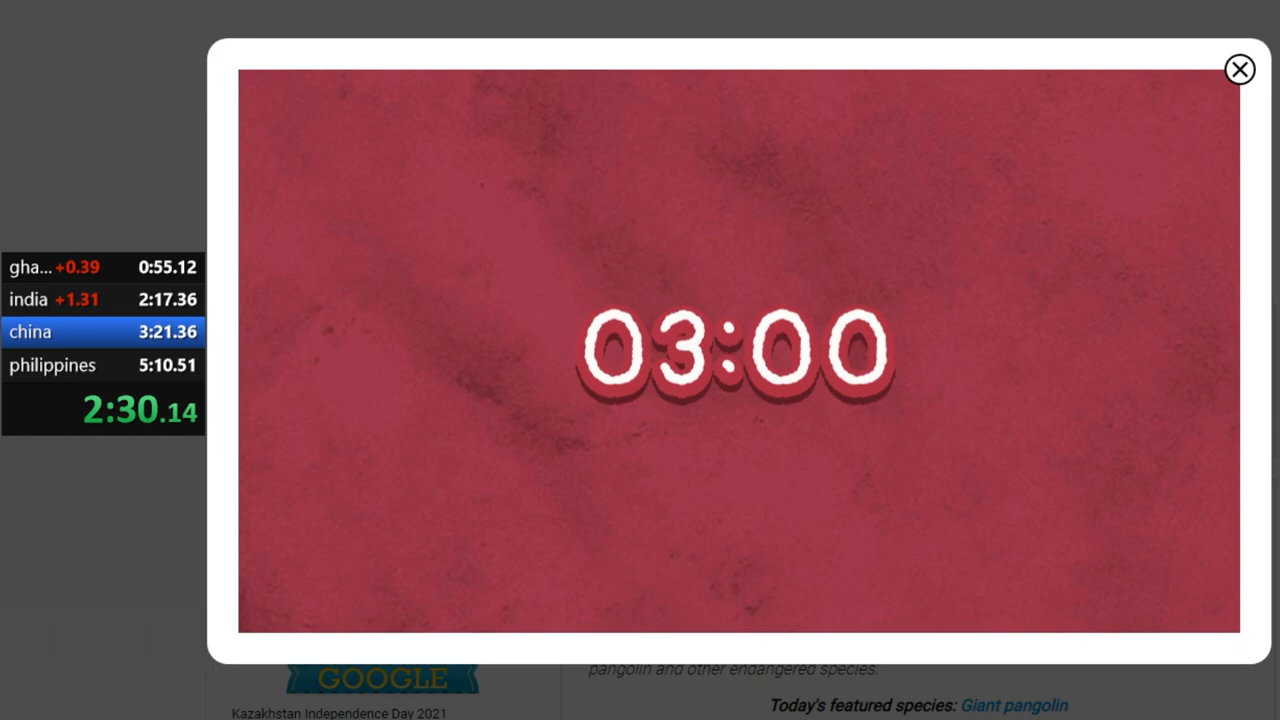 gha... +0.39 0:55.12
india +1.31 2:17.36
china 3:21.36
philippines 5:10.51
2:30.14
03:00
GOOGLE
Kazakhstan Independence Day 2021
pangolin and other endangered species.
Today's featured species: Giant pangolin